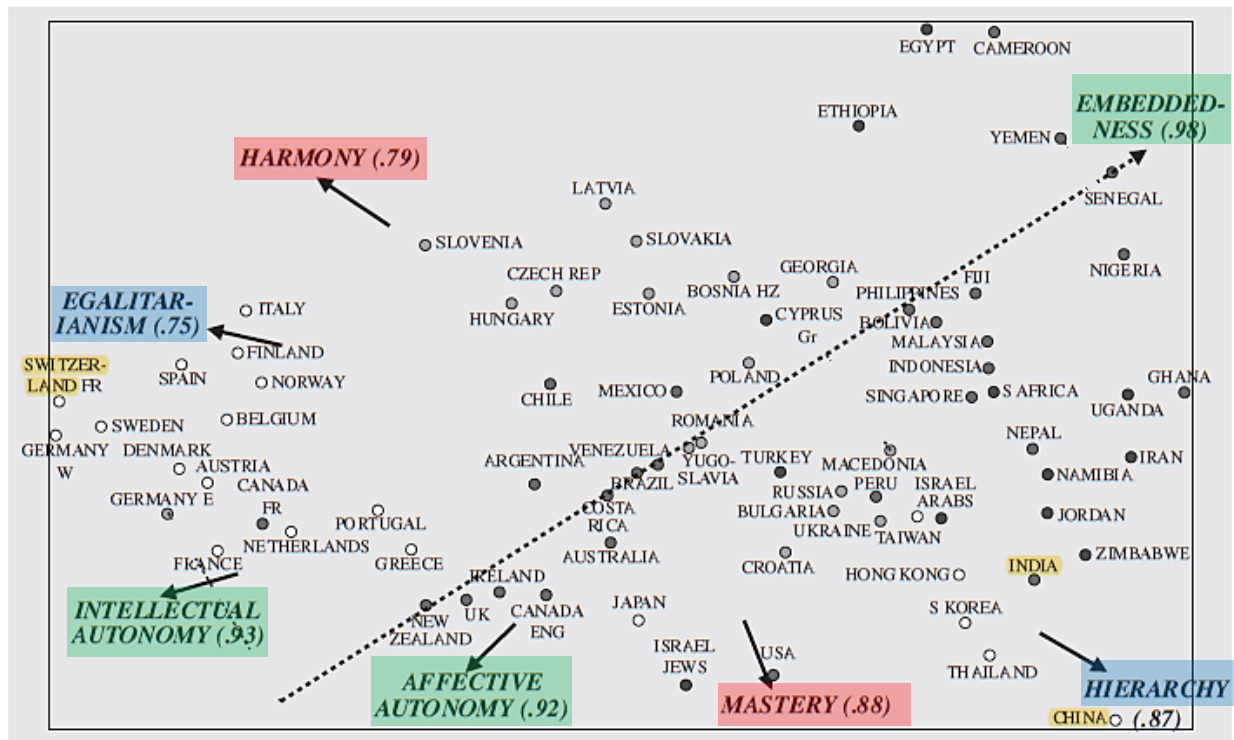 EGYPT
CAMEROON
EMBEDDED-
NESS (.98)
ETHIOPIA
YEMEN
HARMONY (.79)
LATVIA
SENEGAL
SLOVENIA
SLOVAKIA
NIGERIA
CZECH REP
GEORGIA
FIJI
BOSNIA HZ
PHILIPPINES
EGALITAR-
IANISM (.75)
ITALY
HUNGARY
ESTONIA
CYPRUS
Gr
BOLIVIA
MALAYSIA
FINLAND
SWITZER-
LAND FR
SPAIN
NORWAY
POLAND
INDONESIA
GHANA
CHILE
MEXICO
SINGAPORE
S AFRICA
UGANDA
BELGIUM
SWEDEN
ROMANIA
NEPAL
GERMANY
W
DENMARK
AUSTRIA
VENEZUELA
ARGENTINA
YUGO-
SLAVIA
TURKEY
MACEDONIA
IRAN
NAMIBIA
CANADA
FR
GERMANY E
BRAZIL
RUSSIA
PERU
ISRAEL
ARABS
COSTA
RICA
BULGARIA
JORDAN
PORTUGAL
UKRAINE
TAIWAN
NETHERLANDS
AUSTRALIA
ZIMBABWE
FRANCE
GREECE
CROATIA
HONG KONG
INDIA
IRELAND
INTELLECTUAL
AUTONOMY (.93)
NEW
ZEALAND
UK
CANADA
ENG
JAPAN
S KOREA
ISRAEL
JEWS
USA
THAILAND
AFFECTIVE
AUTONOMY (.92)
MASTERY (.88)
HIERARCHY
(.87)
CHINA